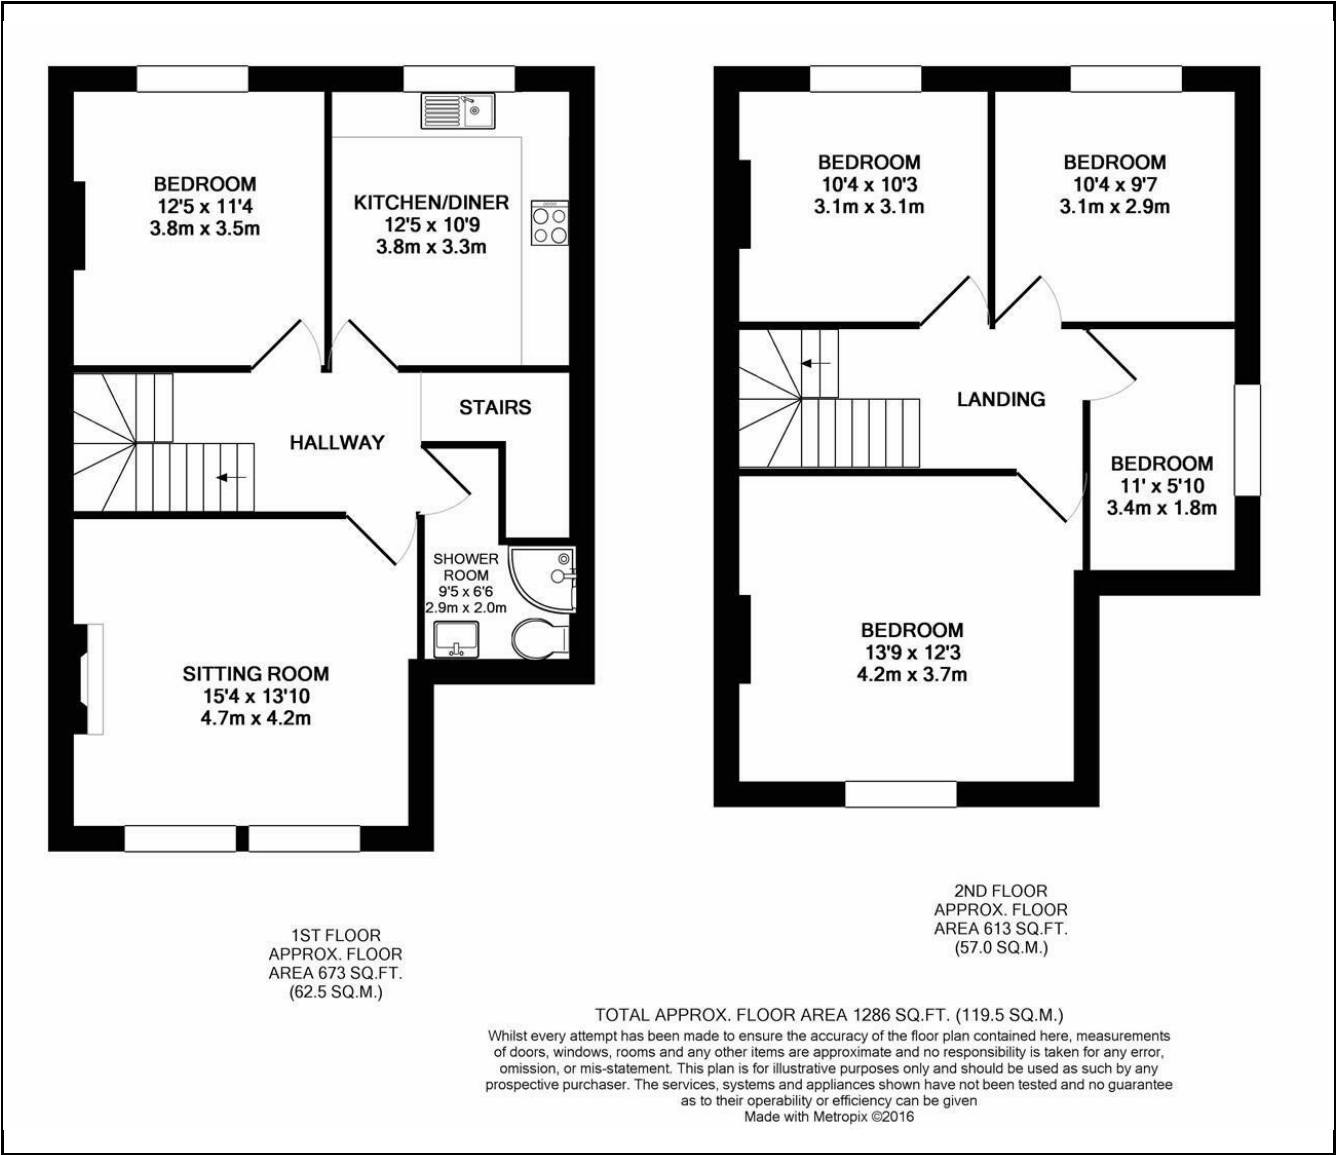 BEDROOM
12'5 x 11'4
3.8m x 3.5m
KITCHEN/DINER
12'5 x 10'9
3.8m x 3.3m
STAIRS
HALLWAY
SHOWER
ROOM
9'5 x 6'6
2.9m x 2.0m
SITTING ROOM
15'4 x 13'10
4.7m x 4.2m
1ST FLOOR
APPROX. FLOOR
AREA 673 SQ.FT.
(62.5 SQ.M.)
BEDROOM
10'4 x 10'3
3.1m x 3.1m
BEDROOM
10'4 x 9'7
3.1m x 2.9m
LANDING
BEDROOM
11' x 5'10
3.4m x 1.8m
BEDROOM
13'9 x 12'3
4.2m x 3.7m
2ND FLOOR
APPROX. FLOOR
AREA 613 SQ.FT.
(57.0 SQ.M.)
TOTAL APPROX. FLOOR AREA 1286 SQ.FT. (119.5 SQ.M.)
Whilst every attempt has been made to ensure the accuracy of the floor plan contained here, measurements
of doors, windows, rooms and any other items are approximate and no responsibility is taken for any error,
omission, or mis-statement. This plan is for illustrative purposes only and should be used as such by any
prospective purchaser. The services, systems and appliances shown have not been tested and no guarantee
as to their operability or efficiency can be given
Made with Metropix ©2016